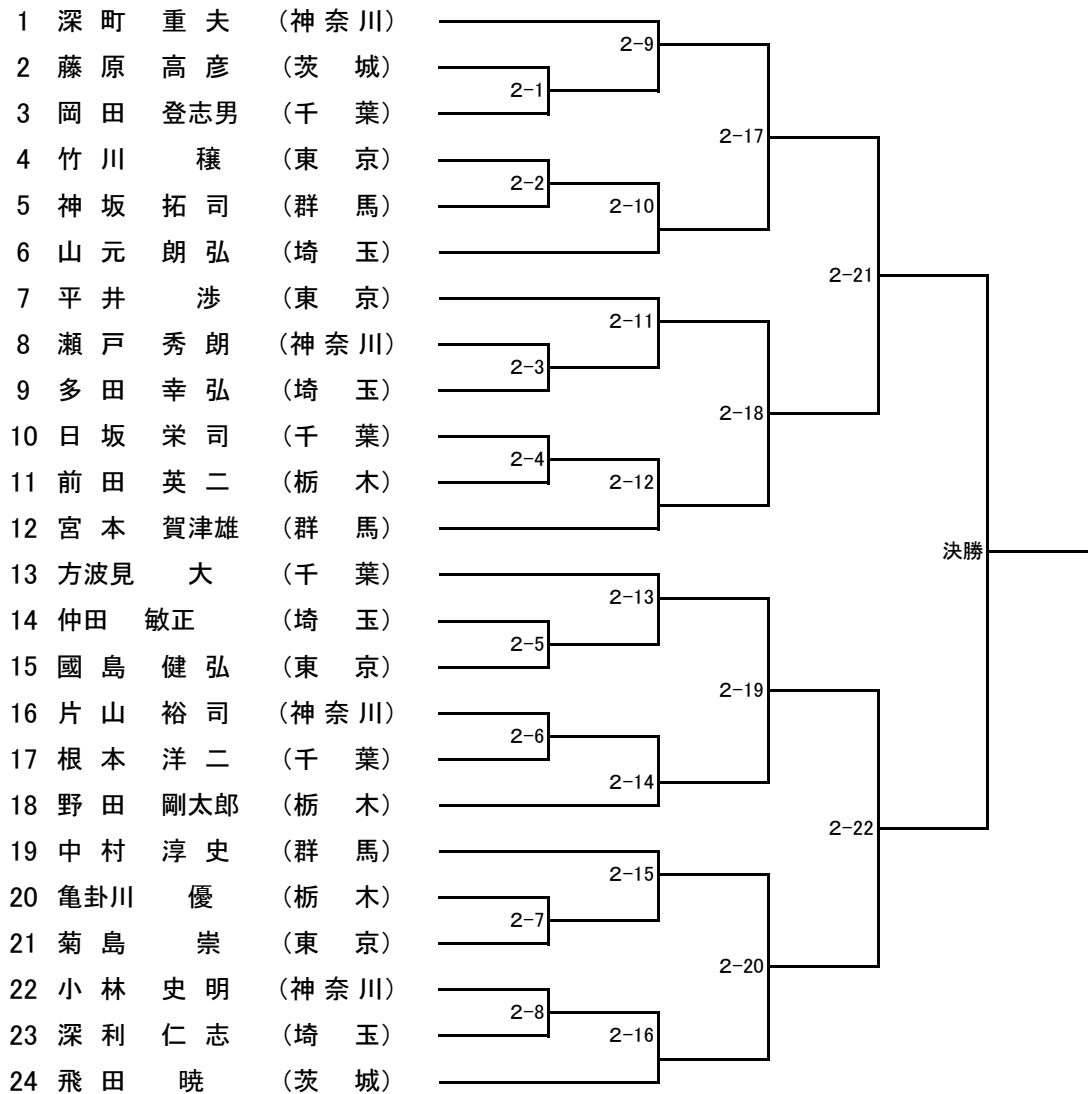 1 深町 重夫 （神奈川）
2-9
2 藤原 高彦 （茨 城）
2-1
3 岡田 登志男 （千 葉）
2-17
4 竹川 穣 （東 京）
2-2
5 神坂 拓司 （群 馬）
2-10
6 山元 朗弘 （埼 玉）
2-21
7 平井 渉 （東 京）
2-11
8 瀬戸 秀朗 （神奈川）
2-3
9 多田 幸弘 （埼 玉）
2-18
10 日坂 栄司 （千 葉）
2-4
11 前田 英二 （栃 木）
2-12
12 宮本 賀津雄 （群 馬）
決勝
13 方波見 大 （千 葉）
2-13
14 仲田 敏正 （埼 玉）
2-5
15 國島 健弘 （東 京）
2-19
16 片山 裕司 （神奈川）
2-6
17 根本 洋二 （千 葉）
2-14
18 野田 剛太郎 （栃 木）
2-22
19 中村 淳史 （群 馬）
2-15
20 亀卦川 優 （栃 木）
2-7
21 菊島 崇 （東 京）
2-20
22 小林 史明 （神奈川）
2-8
23 深利 仁志 （埼 玉）
2-16
24 飛田 暁 （茨 城）